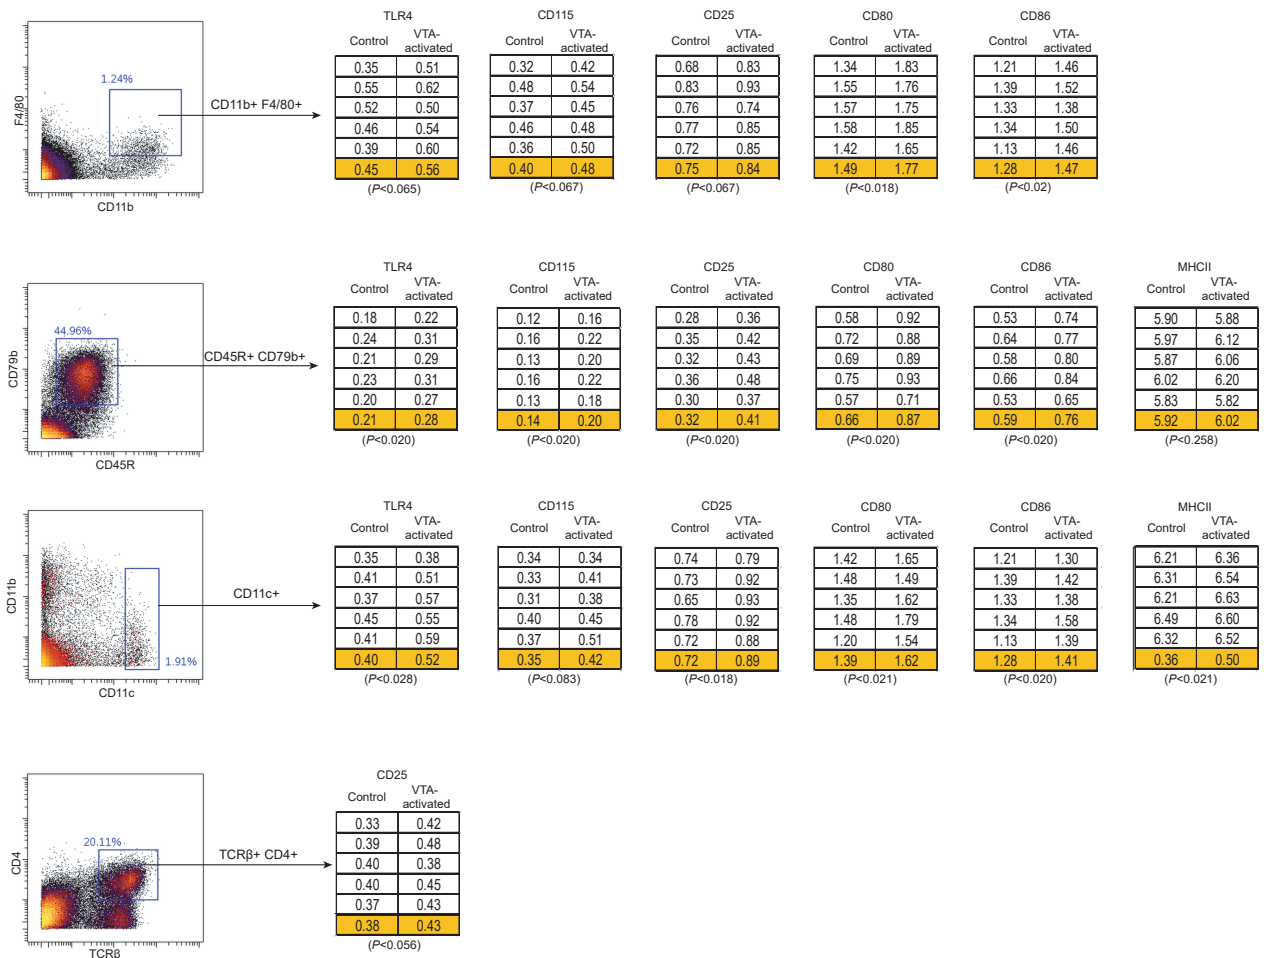 TLR4 CD115 CD25 CD80 CD86
Control VTA-activated Control VTA-activated Control VTA-activated Control VTA-activated Control VTA-activated
0.35 0.51 0.32 0.42 0.68 0.83 1.34 1.83 1.21 1.46
1.24% 0.55 0.62 0.48 0.54 0.83 0.93 1.55 1.76 1.39 1.52
F4/80 CD11b+ F4/80+ 0.52 0.50 0.37 0.45 0.76 0.74 1.57 1.75 1.33 1.38
0.46 0.54 0.46 0.48 0.77 0.85 1.58 1.85 1.34 1.50
0.39 0.60 0.36 0.50 0.72 0.85 1.42 1.65 1.13 1.46
0.45 0.56 0.40 0.48 0.75 0.84 1.49 1.77 1.28 1.47
(P<0.065) (P<0.067) (P<0.067) (P<0.018) (P<0.02)
CD11b
TLR4 CD115 CD25 CD80 CD86 MHCII
Control VTA-activated Control VTA-activated Control VTA-activated Control VTA-activated Control VTA-activated Control VTA-activated
0.18 0.22 0.12 0.16 0.28 0.36 0.58 0.92 0.53 0.74 5.90 5.88
44.96% 0.24 0.31 0.16 0.22 0.35 0.42 0.72 0.88 0.64 0.77 5.97 6.12
CD79b CD45R+ CD79b+ 0.21 0.29 0.13 0.20 0.32 0.43 0.69 0.89 0.58 0.80 5.87 6.06
0.23 0.31 0.16 0.22 0.36 0.48 0.75 0.93 0.66 0.84 6.02 6.20
0.20 0.27 0.13 0.18 0.30 0.37 0.57 0.71 0.53 0.65 5.83 5.82
0.21 0.28 0.14 0.20 0.32 0.41 0.66 0.87 0.59 0.76 5.92 6.02
(P<0.020) (P<0.020) (P<0.020) (P<0.020) (P<0.020) (P<0.258)
CD45R
TLR4 CD115 CD25 CD80 CD86 MHCII
Control VTA-activated Control VTA-activated Control VTA-activated Control VTA-activated Control VTA-activated Control VTA-activated
0.35 0.38 0.34 0.34 0.74 0.79 1.42 1.65 1.21 1.30 6.21 6.36
0.41 0.51 0.33 0.41 0.73 0.92 1.48 1.49 1.39 1.42 6.31 6.54
CD11b CD11c+ 0.37 0.57 0.31 0.38 0.65 0.93 1.35 1.62 1.33 1.38 6.21 6.63
0.45 0.55 0.40 0.45 0.78 0.92 1.48 1.79 1.34 1.58 6.49 6.60
0.41 0.59 0.37 0.51 0.72 0.88 1.20 1.54 1.13 1.39 6.32 6.52
1.91% 0.40 0.52 0.35 0.42 0.72 0.89 1.39 1.62 1.28 1.41 0.36 0.50
(P<0.028) (P<0.083) (P<0.018) (P<0.021) (P<0.020) (P<0.021)
CD11c
CD25
Control VTA-activated
0.33 0.42
20.11% 0.39 0.48
CD4 TCRβ+ CD4+ 0.40 0.38
0.40 0.45
0.37 0.43
0.38 0.43
(P<0.056)
TCRβ